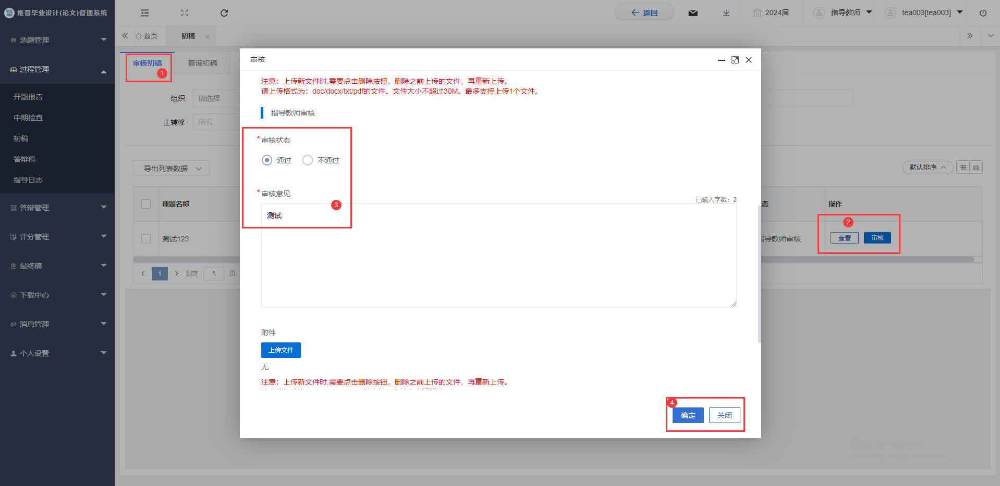 维普毕业设计(论文)管理系统
返回
2024届
指导教师
tea003[tea003]
首页
初稿
选题管理
过程管理
开题报告
中期检查
初稿
答辩稿
指导日志
答辩管理
评分管理
最终稿
下载中心
消息管理
个人设置
审核初稿
1
查询初稿
组织
请选择
主辅修
所有
导出列表数据
默认排序
课题名称
态
操作
测试123
指导教师审核
2
查看
审核
1
到第
1
页
审核
注意：上传新文件时,需要点击删除按钮，删除之前上传的文件，再重新上传。
请上传格式为：doc/docx/txt/pdf的文件。文件大小不超过30M。最多支持上传1个文件。
指导教师审核
*审核状态
通过
不通过
*审核意见
3
已输入字数：2
测试
附件
上传文件
无
注意：上传新文件时,需要点击删除按钮，删除之前上传的文件，再重新上传。
4
确定
关闭